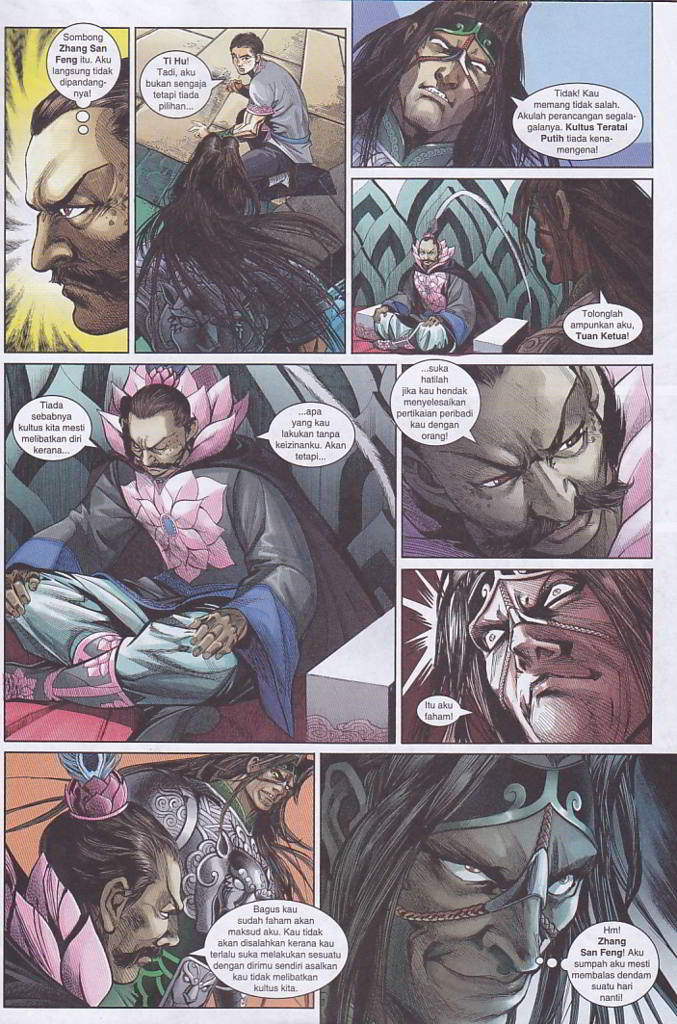 Sombong
Zhang San
Feng itu. Aku
langsung tidak
dipandang-
nya!
Ti Hu!
Tadi, aku
bukan sengaja
tetapi tiada
pilihan...
Tidak! Kau
memang tidak salah.
Akulah perancangan segala-
galanya. Kultus Teratai
Putih tiada kena-
mengena!
Tolonglah
ampunkan aku,
Tuan Ketua!
Tiada
sebabnya
kultus kita mesti
melibatkan diri
kerana...
...apa
yang kau
lakukan tanpa
keizinanku. Akan
tetapi...
...suka
hatilah
jika kau hendak
menyelesaikan
pertikaian peribadi
kau dengan
orang!
Itu aku
faham!
Bagus kau
sudah faham akan
maksud aku. Kau tidak
akan disalahkan kerana kau
terlalu suka melakukan sesuatu
dengan dirimu sendiri asalkan
kau tidak melibatkan
kultus kita.
Hm!
Zhang
San Feng! Aku
sumpah aku mesti
membalas dendam
suatu hari
nanti!